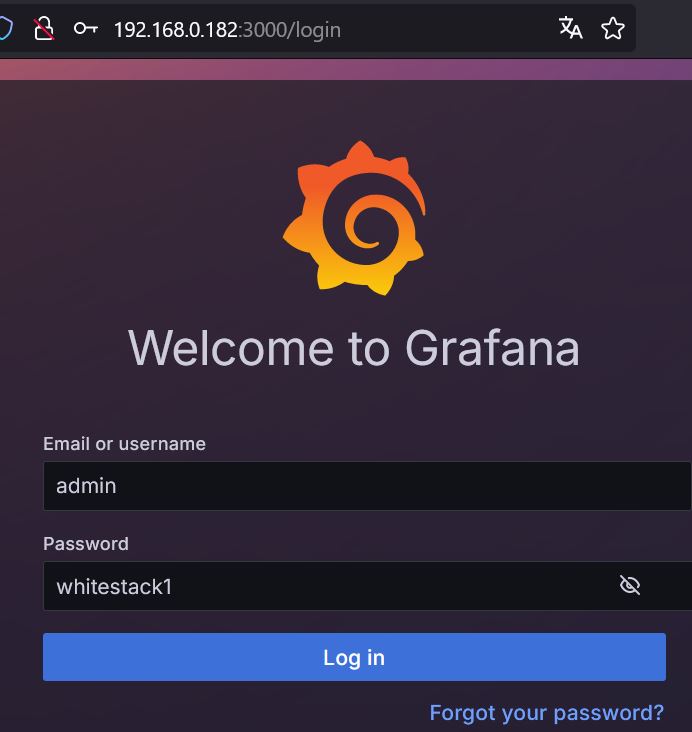 192.168.0.182:3000/login
Welcome to Grafana
Email or username
admin
Password
whitestack1
Log in
Forgot your password?